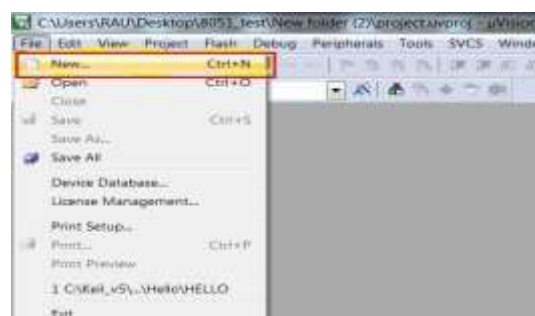 C:\Users\RAU\Desktop\8051_test\New folder (2)\project.uvproj - µVision
File Edit View Project Flash Debug Peripherals Tools SVCS Windo
New... Ctrl+N
Open Ctrl+O
Close
Save Ctrl+S
Save As...
Save All
Device Database...
License Management...
Print Setup...
Print... Ctrl+P
Print Preview
1 C:\Keil_v5\...\Hello\HELLO
Exit